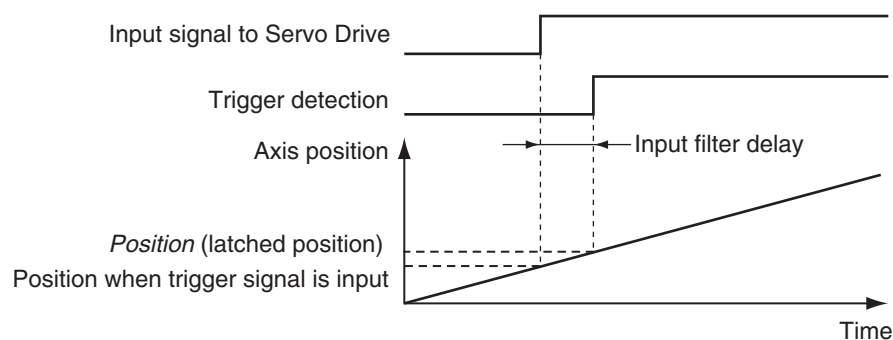 Input signal to Servo Drive
Trigger detection
Axis position
Input filter delay
Position (latched position)
Position when trigger signal is input
Time